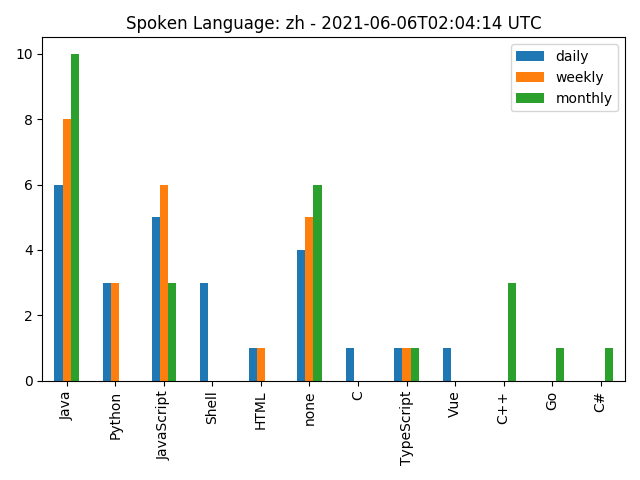 Spoken Language: zh - 2021-06-06T02:04:14 UTC
daily
weekly
monthly
10
8
6
4
2
0
Java
Python
JavaScript
Shell
HTML
none
C
TypeScript
Vue
C++
Go
C#